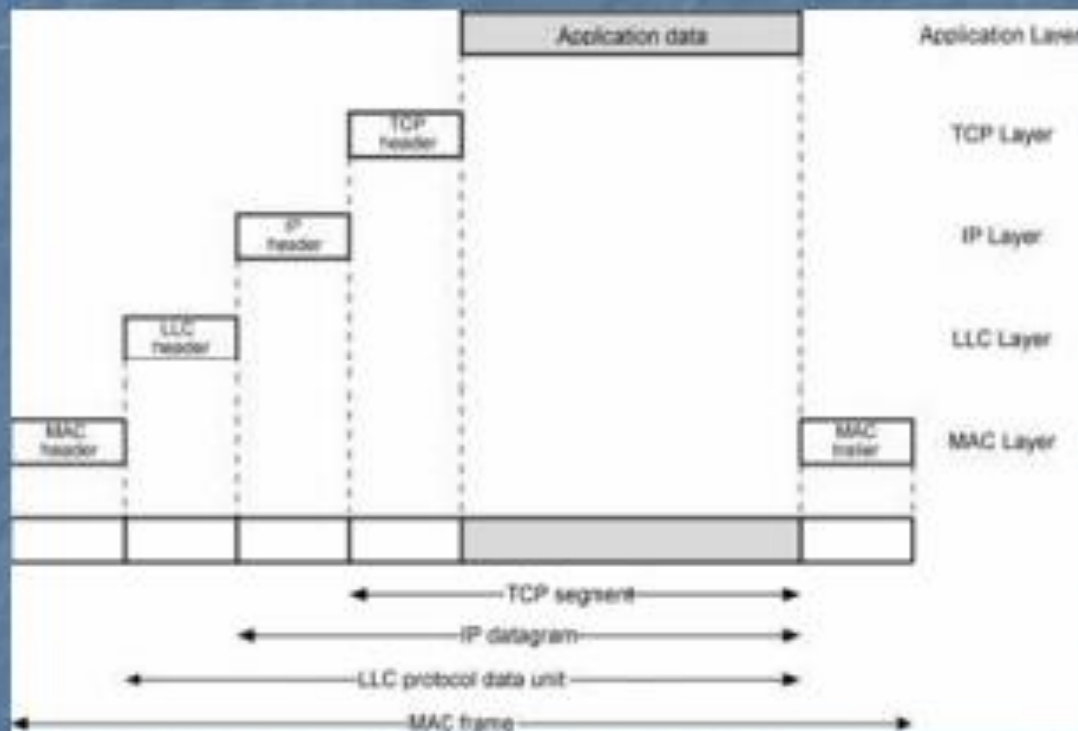 Application data
Application Layer
TCP
header
TCP Layer
IP
header
IP Layer
LLC
header
LLC Layer
MAC
header
MAC
trailer
MAC Layer
TCP segment
IP datagram
LLC protocol data unit
MAC frame